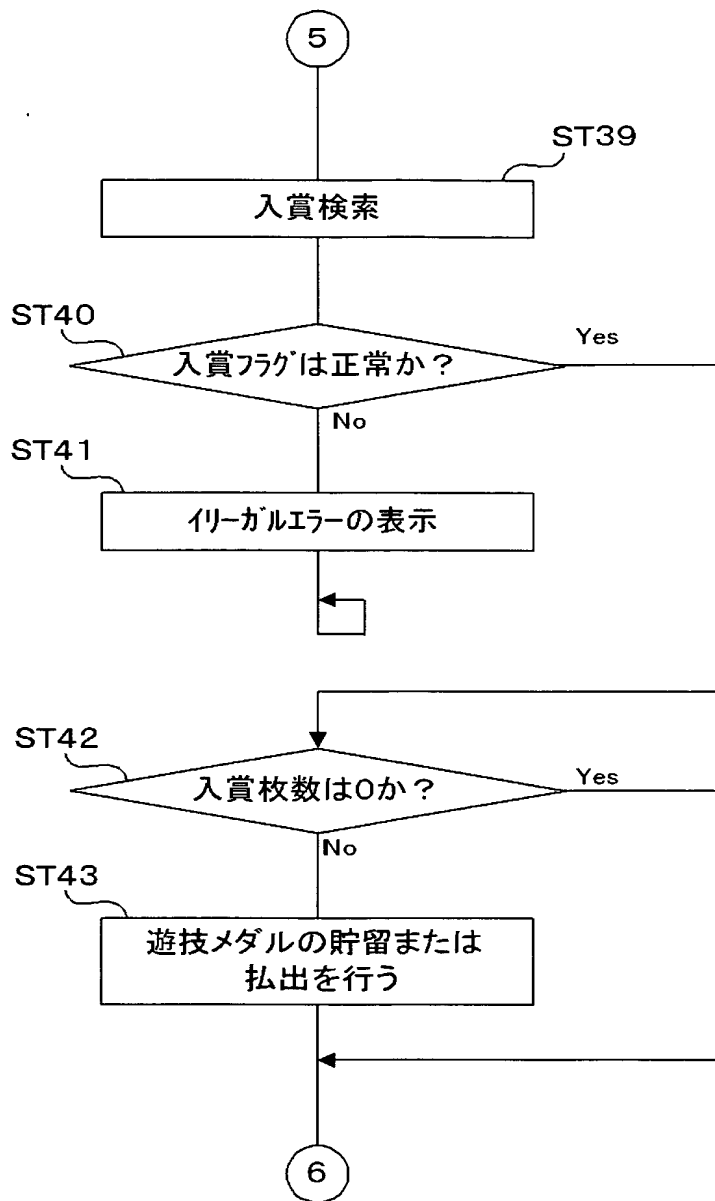 5
ST39
入賞検索
ST40
入賞フラグは正常か？
Yes
No
ST41
イリーガルエラーの表示
ST42
入賞枚数は0か？
Yes
No
ST43
遊技メダルの貯留または
払出を行う
6